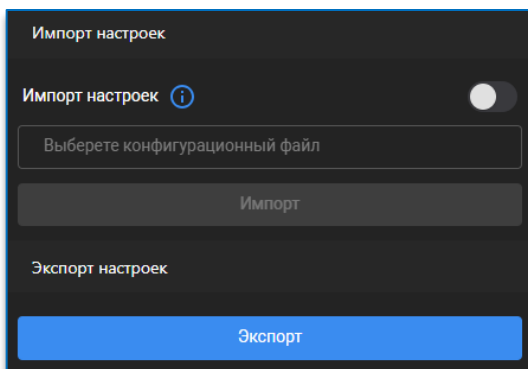 Импорт настроек
Импорт настроек
Выберете конфигурационный файл
Импорт
Экспорт настроек
Экспорт